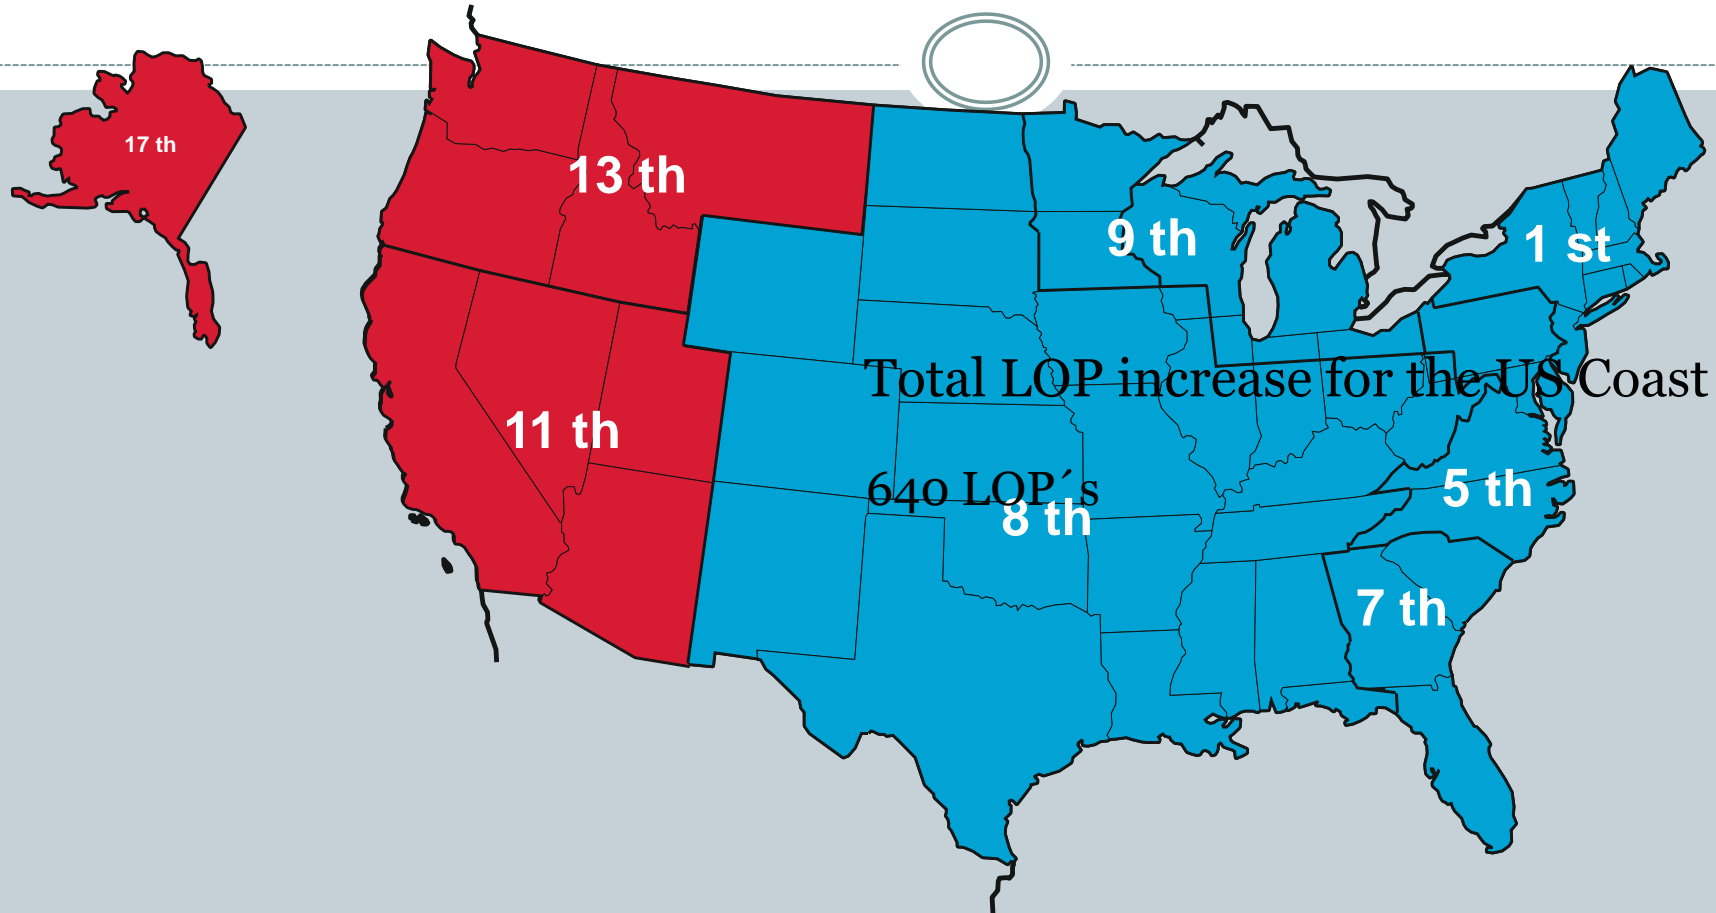 17 th
13 th
9 th
1 st
Total LOP increase for the US Coast
11 th
640 LOP´s
8 th
5 th
7 th